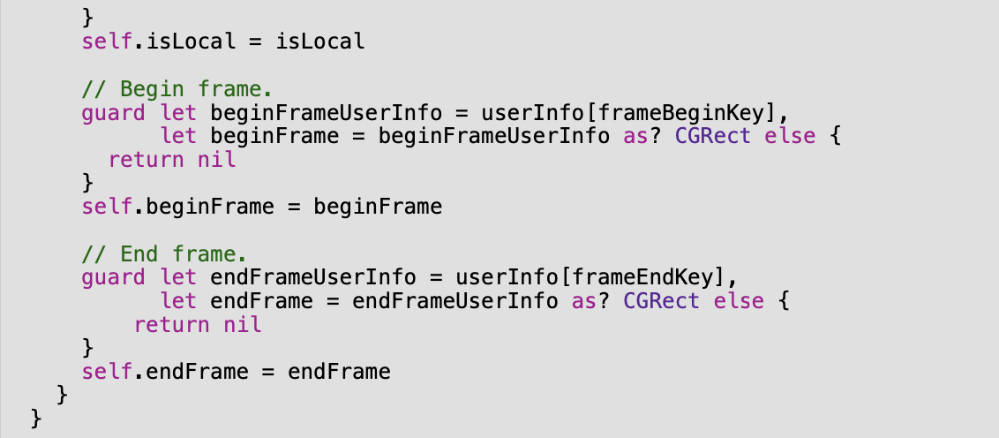 }
    self.isLocal = isLocal

    // Begin frame.
    guard let beginFrameUserInfo = userInfo[frameBeginKey],
          let beginFrame = beginFrameUserInfo as? CGRect else {
      return nil
    }
    self.beginFrame = beginFrame

    // End frame.
    guard let endFrameUserInfo = userInfo[frameEndKey],
          let endFrame = endFrameUserInfo as? CGRect else {
        return nil
    }
    self.endFrame = endFrame
  }
}